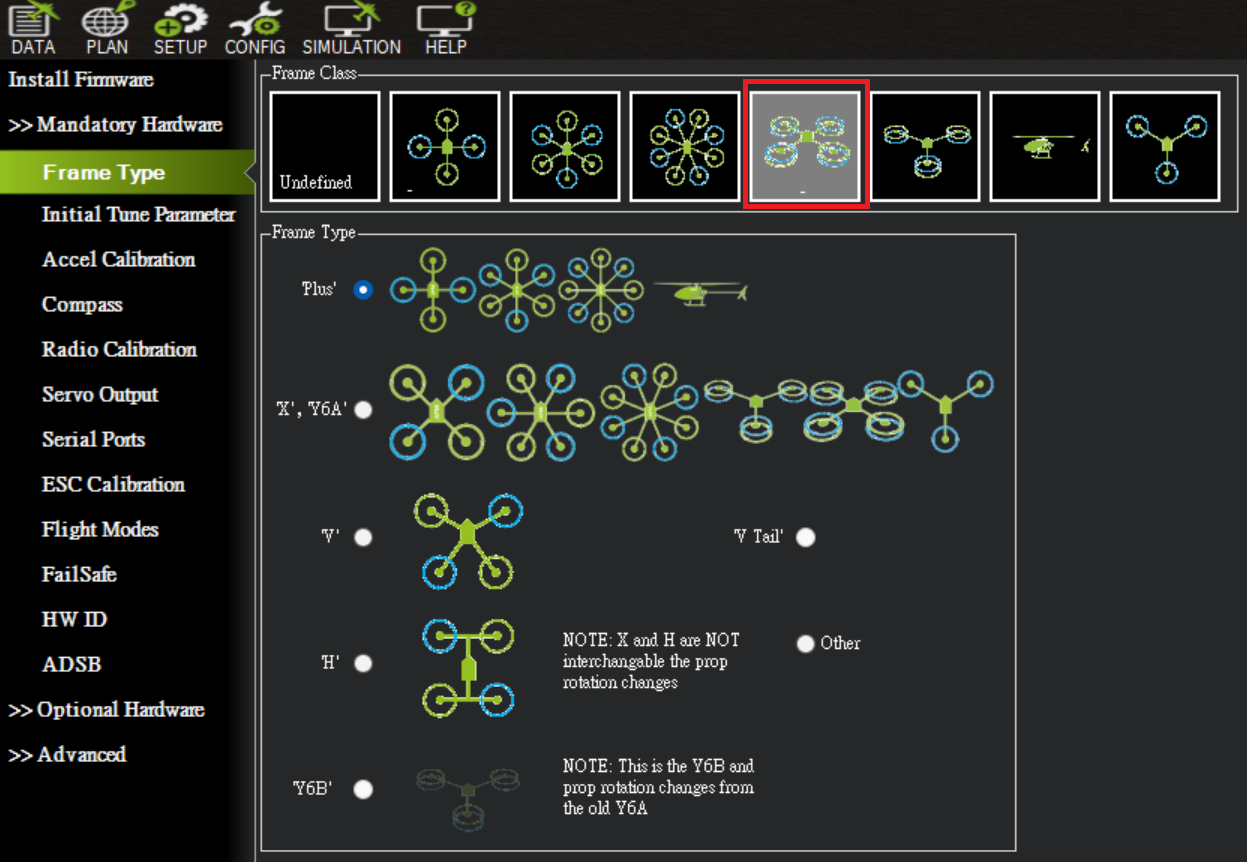 DATA PLAN SETUP CONFIG SIMULATION HELP
Install Firmware
>> Mandatory Hardware
Frame Type
Initial Tune Parameter
Accel Calibration
Compass
Radio Calibration
Servo Output
Serial Ports
ESC Calibration
Flight Modes
FailSafe
HW ID
ADSB
>> Optional Hardware
>> Advanced
Frame Class
Undefined
Frame Type
'Plus'
'X', 'Y6A'
'V'
'V Tail'
'H'
NOTE: X and H are NOT
interchangable the prop
rotation changes
Other
'Y6B'
NOTE: This is the Y6B and
prop rotation changes from
the old Y6A